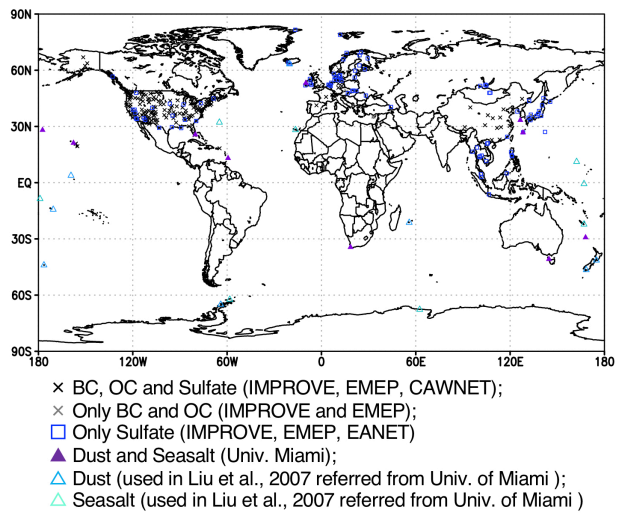 90N
60N
30N
EQ
30S
60S
90S
180 120W 60W 0 60E 120E 180
× BC, OC and Sulfate (IMPROVE, EMEP, CAWNET);
× Only BC and OC (IMPROVE and EMEP);
□ Only Sulfate (IMPROVE, EMEP, EANET)
▲ Dust and Seasalt (Univ. Miami);
△ Dust (used in Liu et al., 2007 referred from Univ. of Miami );
△ Seasalt (used in Liu et al., 2007 referred from Univ. of Miami )